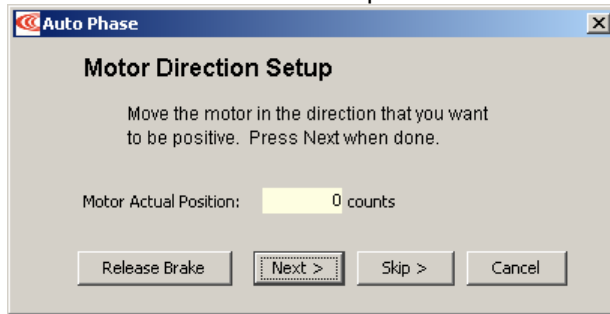 Auto Phase
Motor Direction Setup
Move the motor in the direction that you want
to be positive. Press Next when done.
Motor Actual Position: 0 counts
Release Brake Next > Skip > Cancel